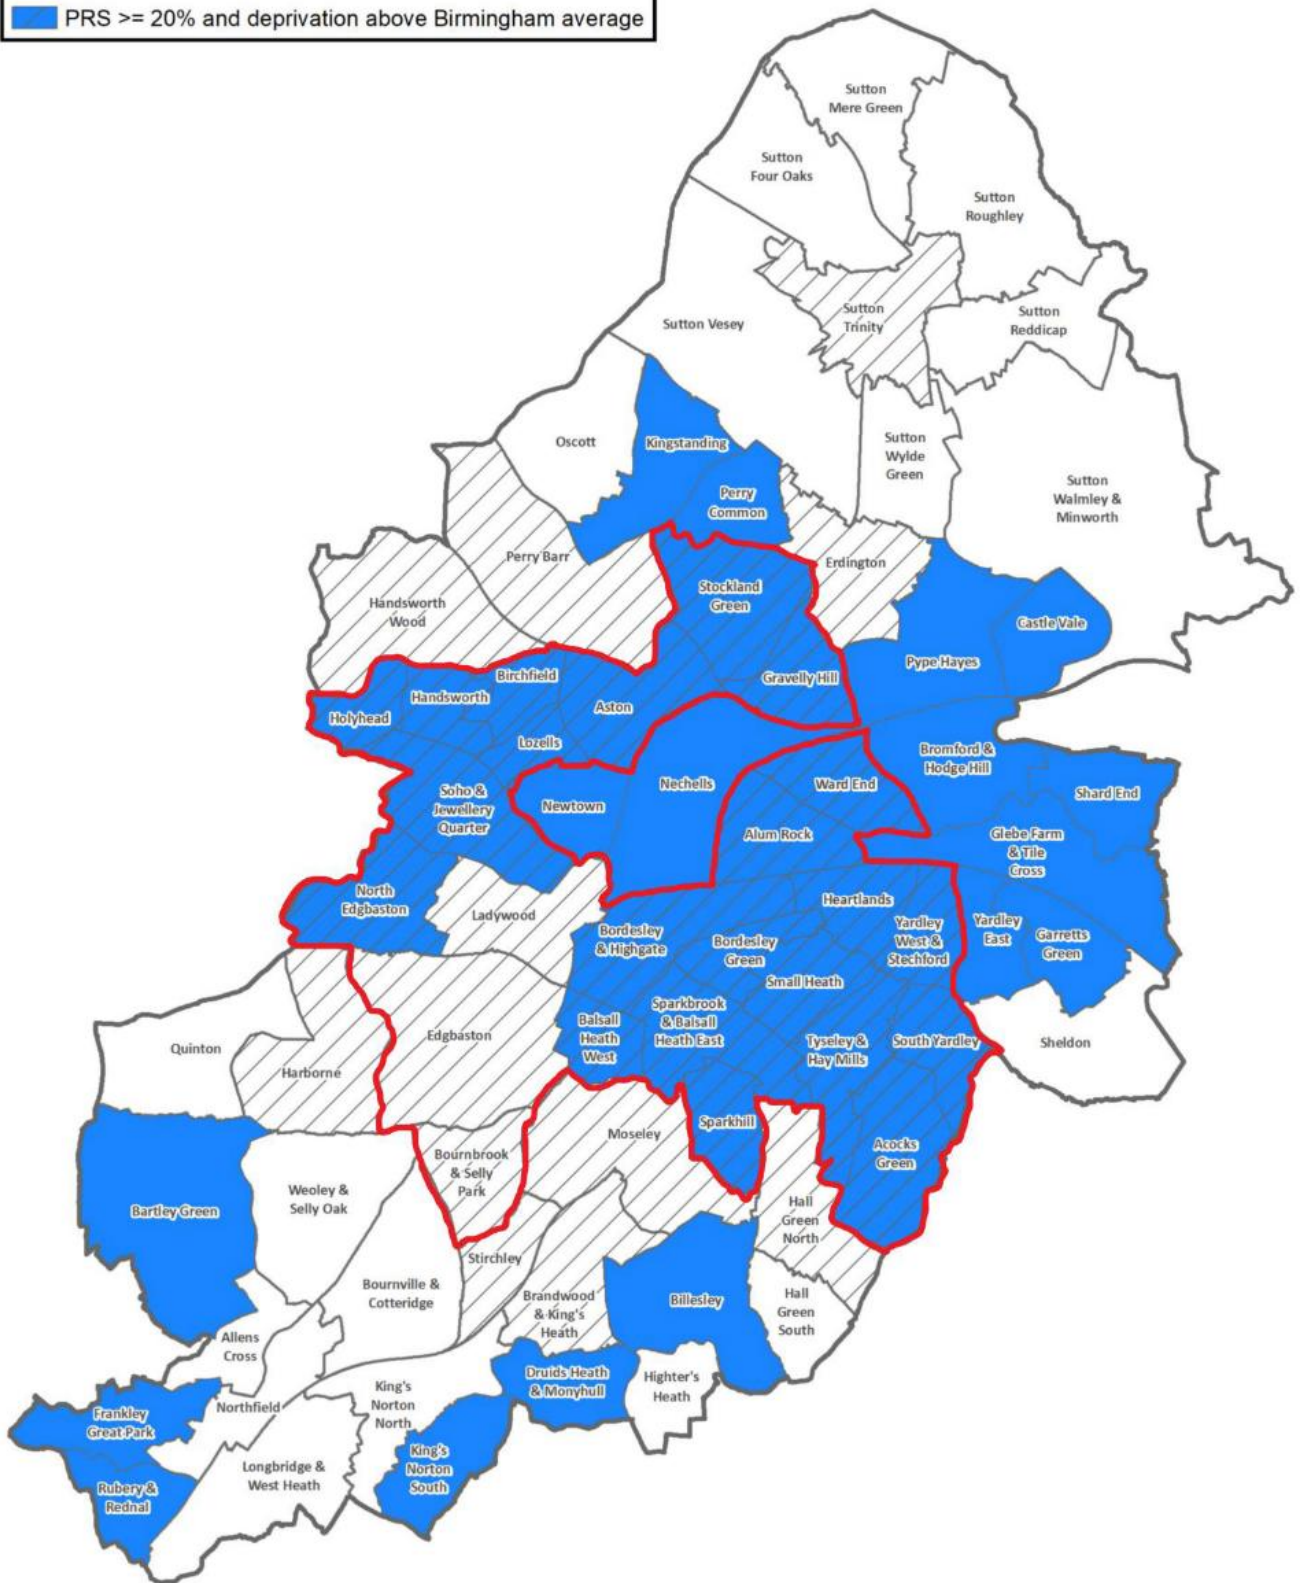 PRS >= 20% and deprivation above Birmingham average
Sutton
Mere Green
Sutton
Four Oaks
Sutton
Roughley
Sutton Vesey
Sutton
Trinity
Sutton
Reddicap
Oscott
Kingstanding
Sutton
Wylde
Green
Perry
Common
Sutton
Walmley &
Minworth
Perry Barr
Erdington
Stockland
Green
Handsworth
Wood
Castle Vale
Pype Hayes
Birchfield
Gravelly Hill
Handsworth
Aston
Holyhead
Lozells
Bromford &
Hodge Hill
Nechells
Ward End
Shard End
Soho &
Jewellery
Quarter
Newtown
Alum Rock
Glebe Farm
& Tile
Cross
North
Edgbaston
Heartlands
Ladywood
Bordesley
& Highgate
Bordesley
Green
Yardley
West &
Stechford
Yardley
East
Garretts
Green
Small Heath
Sparkbrook
& Balsall
Heath East
Balsall
Heath
West
Edgbaston
Tyseley &
Hay Mills
South Yardley
Sheldon
Quinton
Harborne
Sparkhill
Moseley
Acocks
Green
Bournbrook
& Selly
Park
Weoley &
Selly Oak
Bartley Green
Hall
Green
North
Stirchley
Bournville &
Cotteridge
Brandwood
& King's
Heath
Billesley
Hall
Green
South
Allens
Cross
Druids Heath
& Monyhull
Highter's
Heath
King's
Norton
North
Northfield
Frankley
Great Park
King's
Norton
South
Longbridge &
West Heath
Rubery &
Rednal